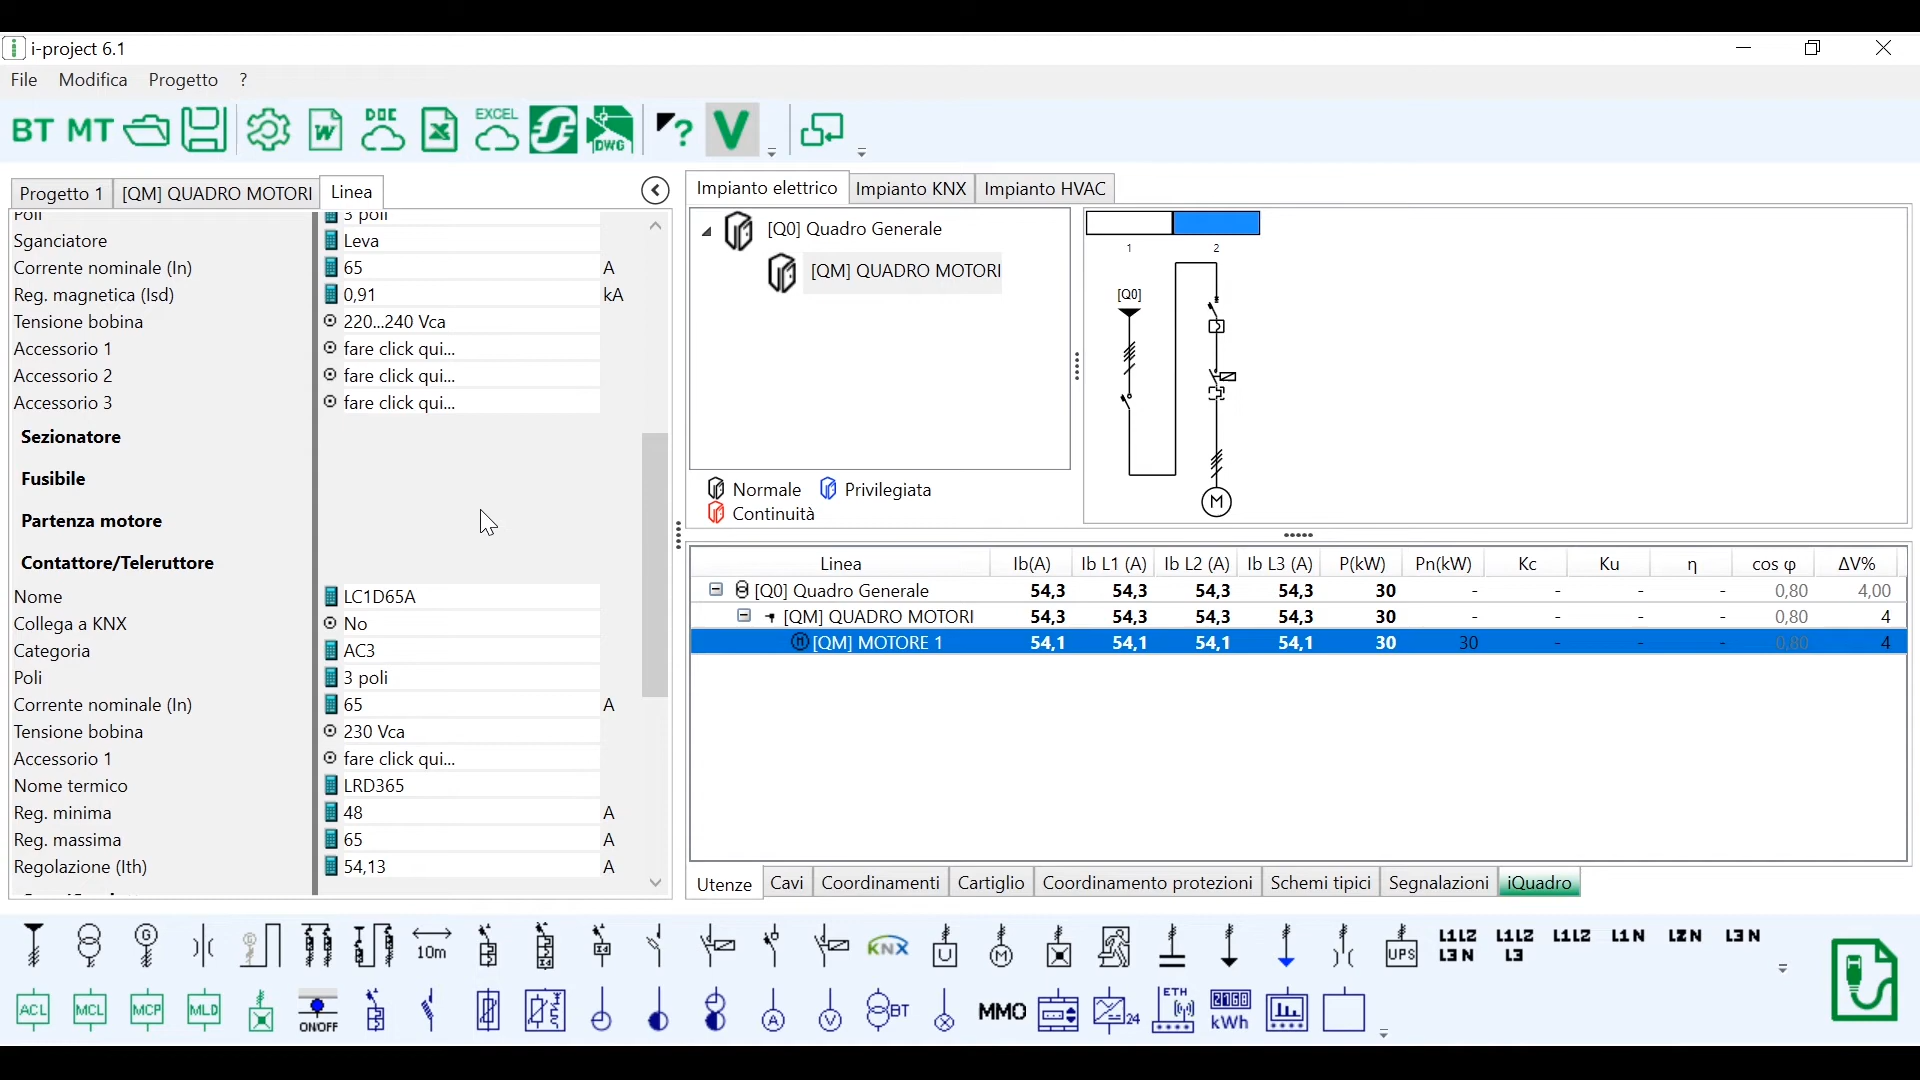 i-project 6.1
File Modifica Progetto ?
BT MT W DOC X EXCEL DWG ? V
Progetto 1 [QM] QUADRO MOTORI Linea
Poli 3 poli
Sganciatore Leva
Corrente nominale (In) 65 A
Reg. magnetica (Isd) 0,91 kA
Tensione bobina 220...240 Vca
Accessorio 1 fare click qui...
Accessorio 2 fare click qui...
Accessorio 3 fare click qui...
Sezionatore
Fusibile
Partenza motore
Contattore/Teleruttore
Nome LC1D65A
Collega a KNX No
Categoria AC3
Poli 3 poli
Corrente nominale (In) 65 A
Tensione bobina 230 Vca
Accessorio 1 fare click qui...
Nome termico LRD365
Reg. minima 48 A
Reg. massima 65 A
Regolazione (Ith) 54,13 A
Impianto elettrico Impianto KNX Impianto HVAC
[Q0] Quadro Generale
[QM] QUADRO MOTORI
Normale Privilegiata
Continuità
1 2
[Q0]
M
Linea Ib(A) Ib L1 (A) Ib L2 (A) Ib L3 (A) P(kW) Pn(kW) Kc Ku η cos φ ΔV%
[Q0] Quadro Generale 54,3 54,3 54,3 54,3 30 - - - - 0,80 4,00
[QM] QUADRO MOTORI 54,3 54,3 54,3 54,3 30 - - - - 0,80 4
[QM] MOTORE 1 54,1 54,1 54,1 54,1 30 30 - - - 0,80 4
Utenze Cavi Coordinamenti Cartiglio Coordinamento protezioni Schemi tipici Segnalazioni iQuadro
G G 10m KNX U M UPS L1L2 L3N L1L2 L3 L1L2 L1N L2N L3N
ACL MCL MCP MLD ON/OFF A V BT MMO 24 ETH kWh